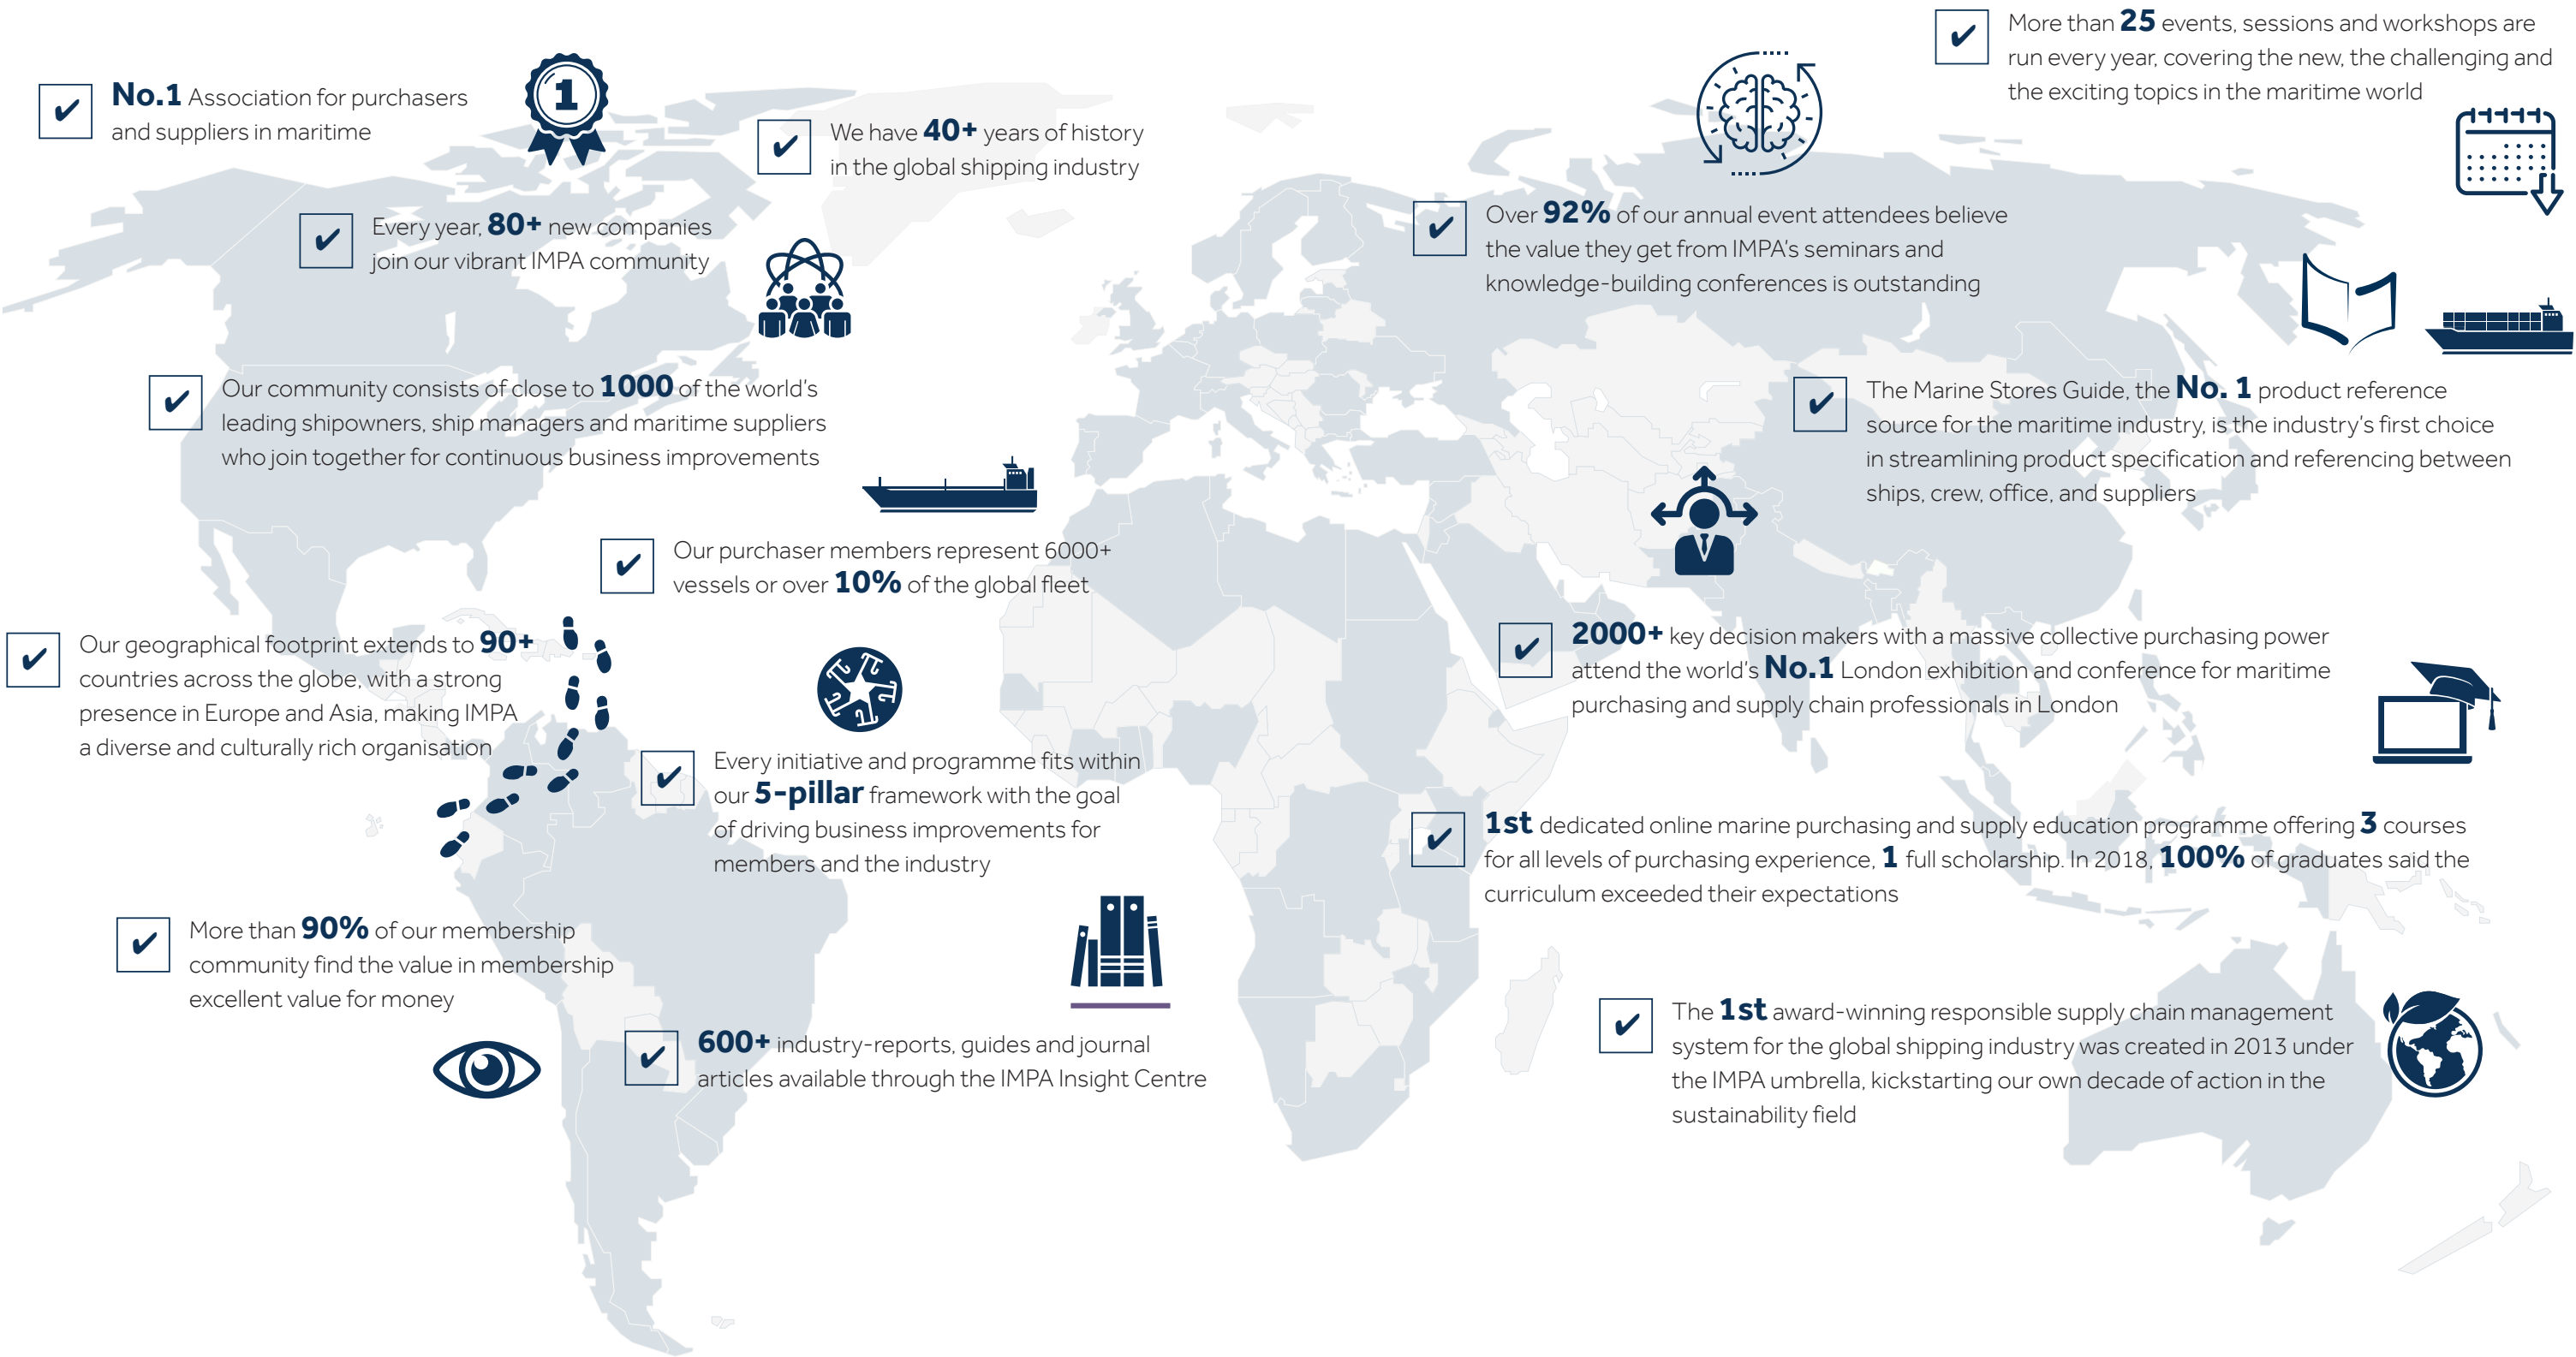 No.1 Association for purchasers
and suppliers in maritime
1
We have 40+ years of history
in the global shipping industry
Every year, 80+ new companies
join our vibrant IMPA community
Our community consists of close to 1000 of the world's
leading shipowners, ship managers and maritime suppliers
who join together for continuous business improvements
Our purchaser members represent 6000+
vessels or over 10% of the global fleet
Our geographical footprint extends to 90+
countries across the globe, with a strong
presence in Europe and Asia, making IMPA
a diverse and culturally rich organisation
Every initiative and programme fits within
our 5-pillar framework with the goal
of driving business improvements for
members and the industry
More than 90% of our membership
community find the value in membership
excellent value for money
600+ industry-reports, guides and journal
articles available through the IMPA Insight Centre
More than 25 events, sessions and workshops are
run every year, covering the new, the challenging and
the exciting topics in the maritime world
Over 92% of our annual event attendees believe
the value they get from IMPA's seminars and
knowledge-building conferences is outstanding
The Marine Stores Guide, the No. 1 product reference
source for the maritime industry, is the industry's first choice
in streamlining product specification and referencing between
ships, crew, office, and suppliers
2000+ key decision makers with a massive collective purchasing power
attend the world's No.1 London exhibition and conference for maritime
purchasing and supply chain professionals in London
1st dedicated online marine purchasing and supply education programme offering 3 courses
for all levels of purchasing experience, 1 full scholarship. In 2018, 100% of graduates said the
curriculum exceeded their expectations
The 1st award-winning responsible supply chain management
system for the global shipping industry was created in 2013 under
the IMPA umbrella, kickstarting our own decade of action in the
sustainability field